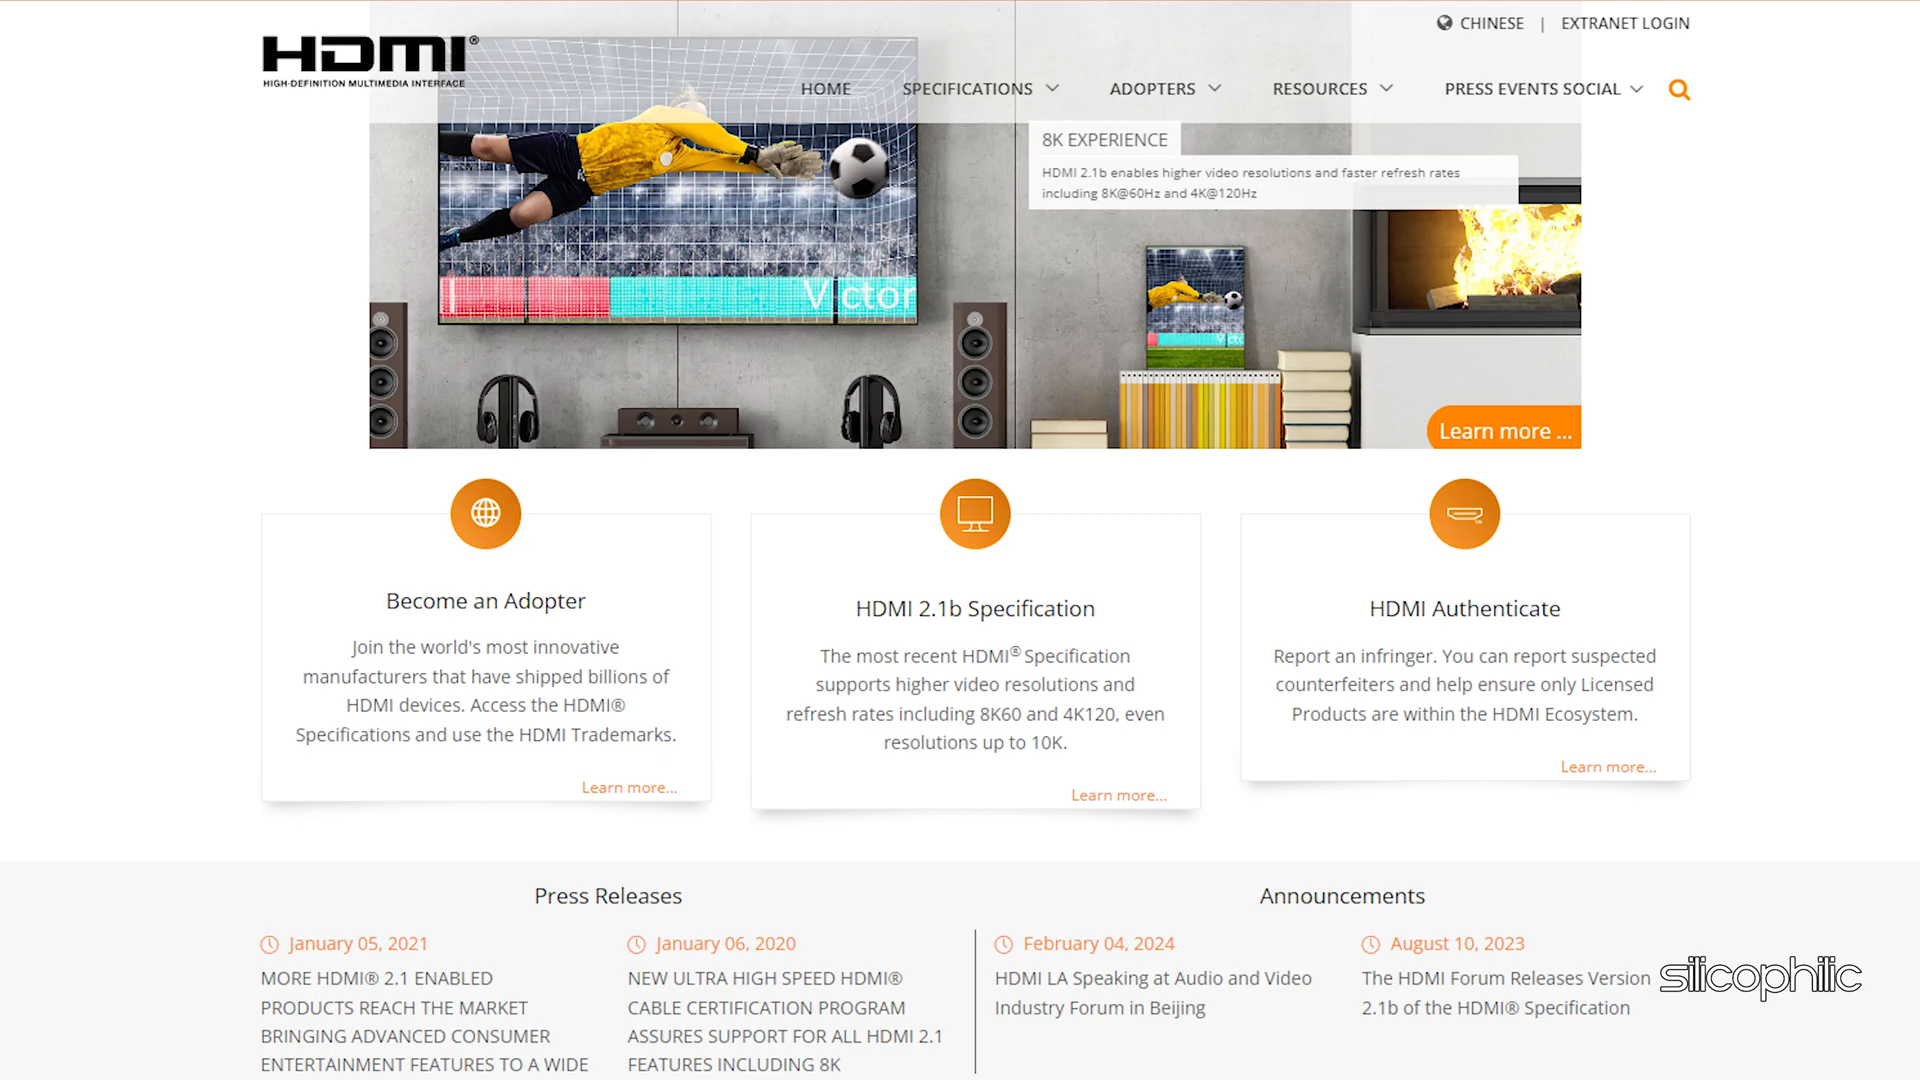 CHINESE | EXTRANET LOGIN
HDMI®
HIGH-DEFINITION MULTIMEDIA INTERFACE
HOME SPECIFICATIONS ADOPTERS RESOURCES PRESS EVENTS SOCIAL
8K EXPERIENCE
HDMI 2.1b enables higher video resolutions and faster refresh rates
including 8K@60Hz and 4K@120Hz
Victor
Learn more ...
Become an Adopter
Join the world's most innovative
manufacturers that have shipped billions of
HDMI devices. Access the HDMI®
Specifications and use the HDMI Trademarks.
Learn more...
HDMI 2.1b Specification
The most recent HDMI® Specification
supports higher video resolutions and
refresh rates including 8K60 and 4K120, even
resolutions up to 10K.
Learn more...
HDMI Authenticate
Report an infringer. You can report suspected
counterfeiters and help ensure only Licensed
Products are within the HDMI Ecosystem.
Learn more...
Press Releases
January 05, 2021
MORE HDMI® 2.1 ENABLED
PRODUCTS REACH THE MARKET
BRINGING ADVANCED CONSUMER
ENTERTAINMENT FEATURES TO A WIDE
January 06, 2020
NEW ULTRA HIGH SPEED HDMI®
CABLE CERTIFICATION PROGRAM
ASSURES SUPPORT FOR ALL HDMI 2.1
FEATURES INCLUDING 8K
Announcements
February 04, 2024
HDMI LA Speaking at Audio and Video
Industry Forum in Beijing
August 10, 2023
The HDMI Forum Releases Version
2.1b of the HDMI® Specification
silicophilic